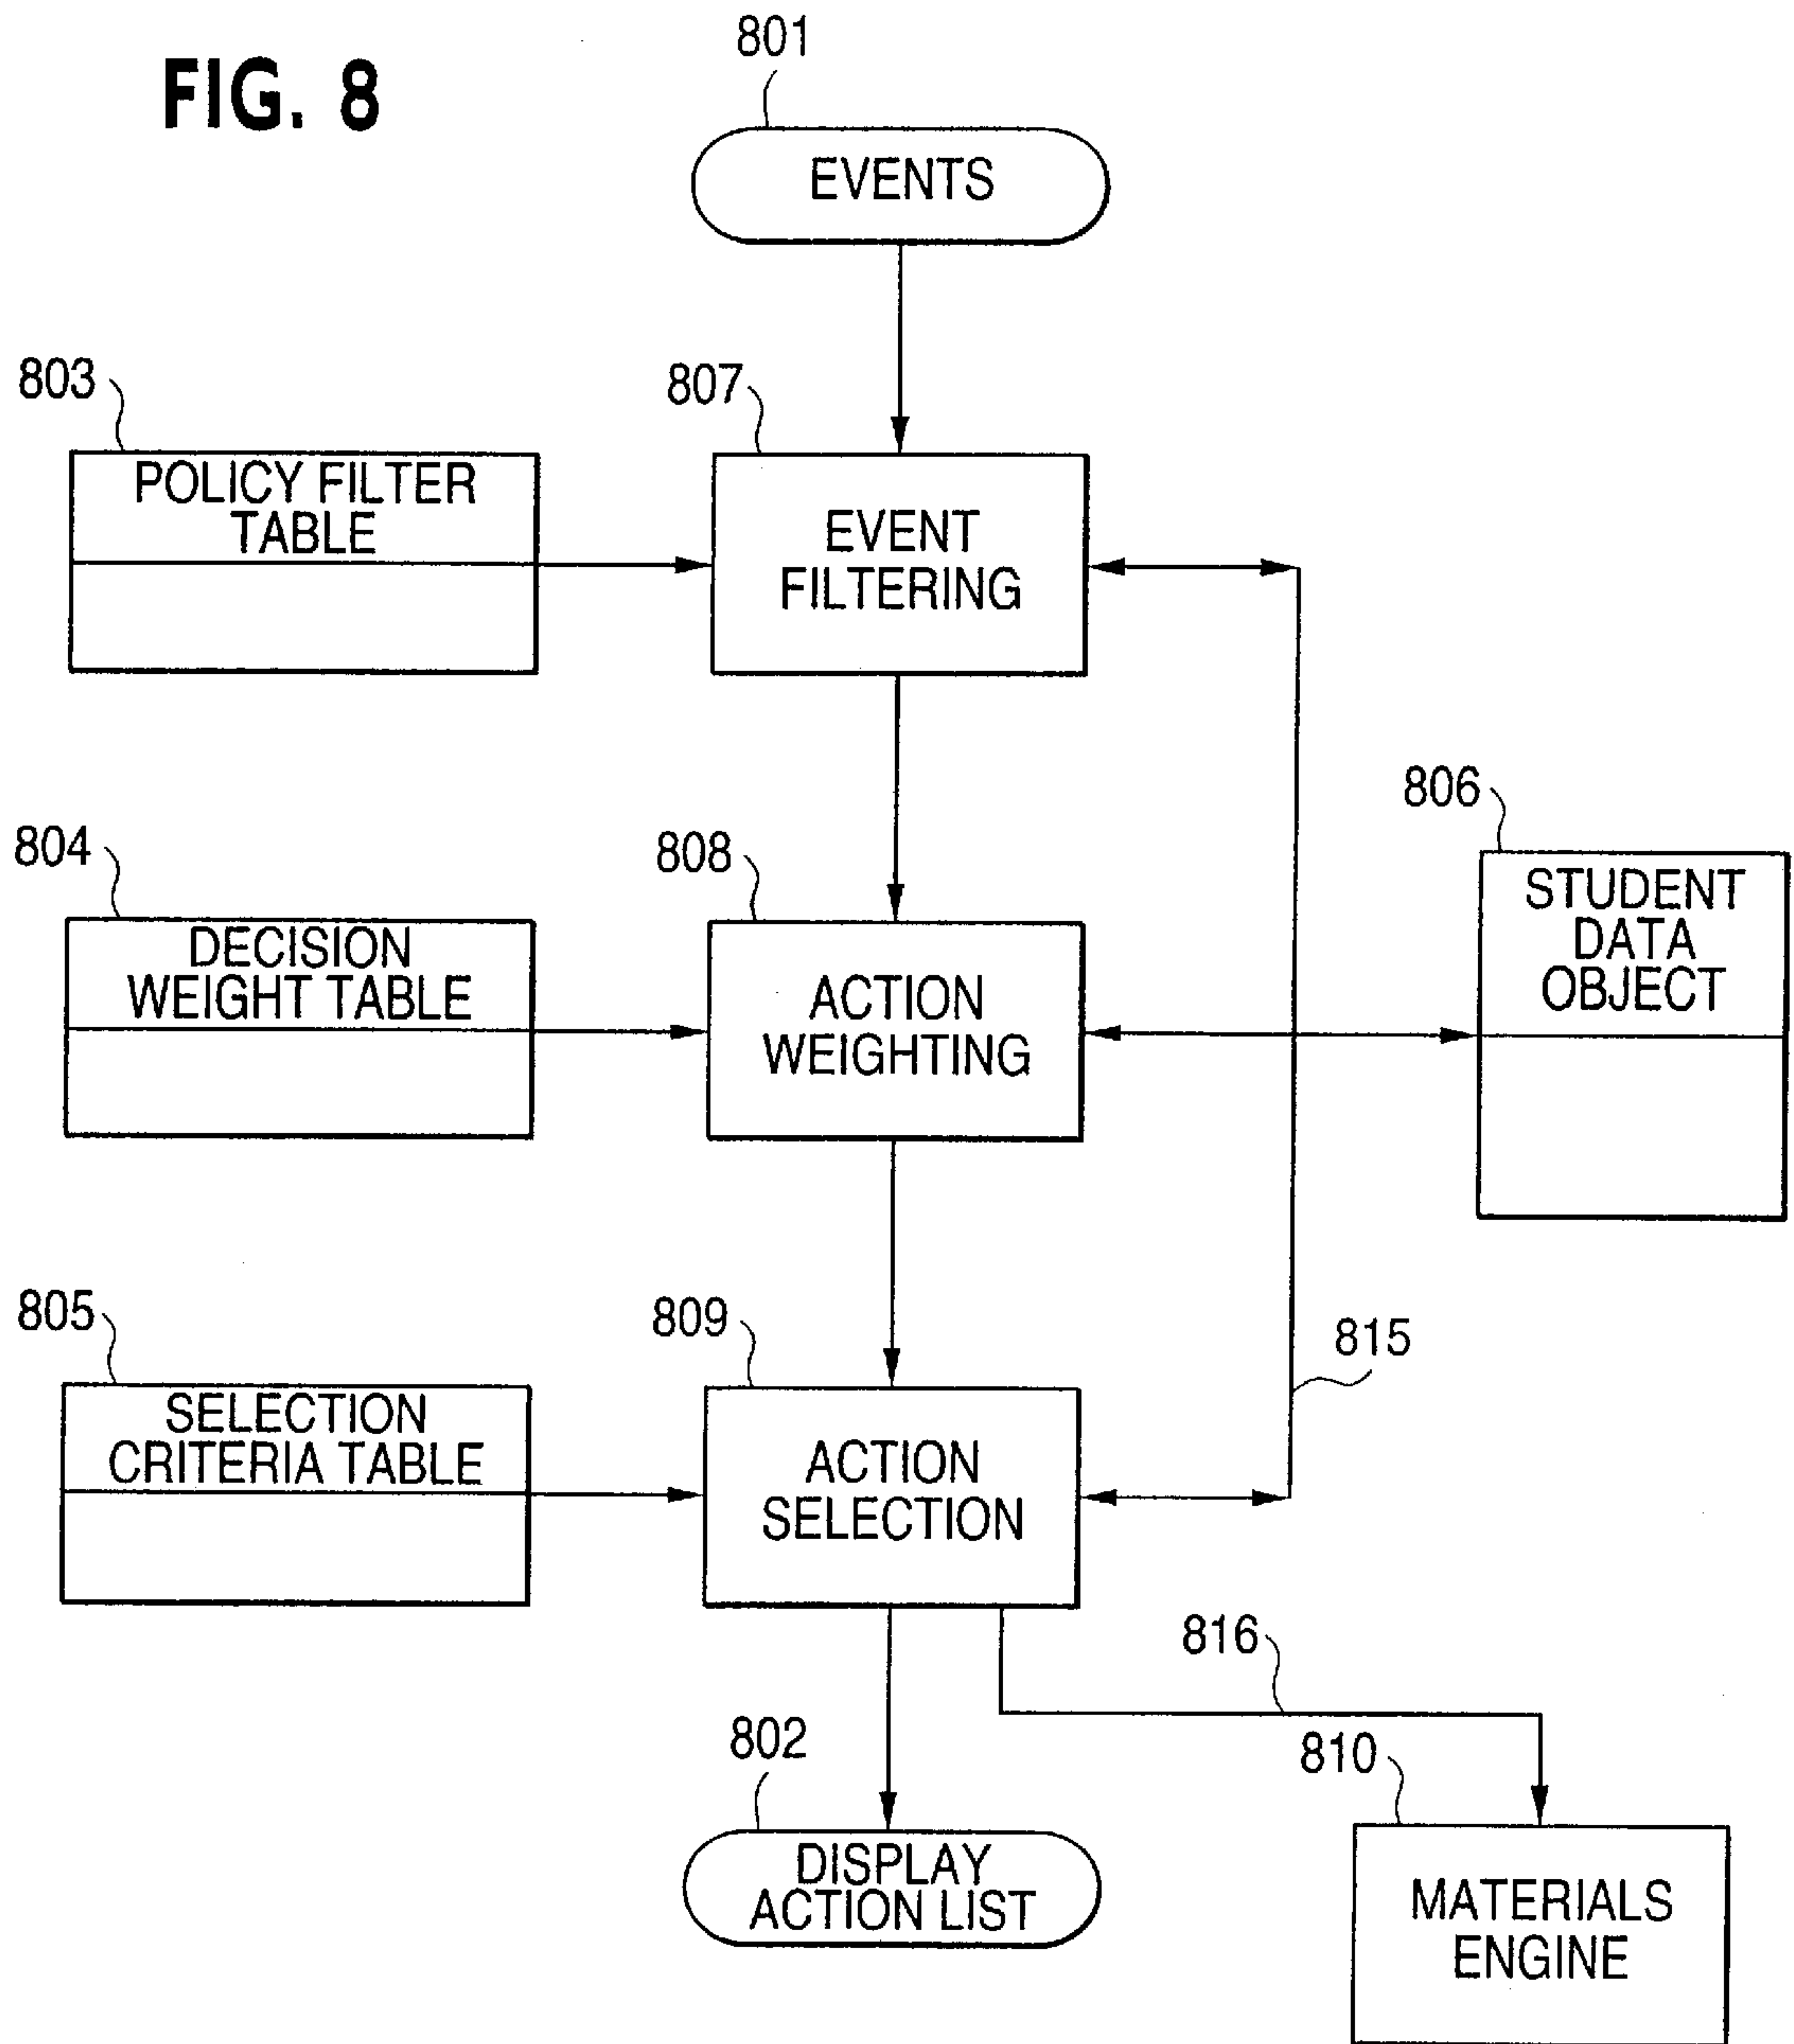 FIG. 8
801
EVENTS
803
POLICY FILTER
TABLE
807
EVENT
FILTERING
804
DECISION
WEIGHT TABLE
808
ACTION
WEIGHTING
806
STUDENT
DATA
OBJECT
805
SELECTION
CRITERIA TABLE
809
ACTION
SELECTION
815
816
802
DISPLAY
ACTION LIST
810
MATERIALS
ENGINE